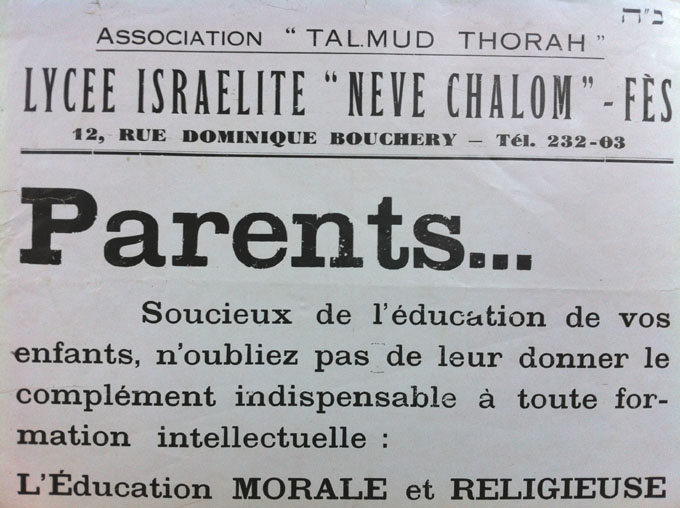 ב״ה
ASSOCIATION “ TALMUD THORAH ”
LYCEE ISRAELITE “ NEVE CHALOM ” - FÈS
12, RUE DOMINIQUE BOUCHERY — Tél. 232-03
Parents...
Soucieux de l'éducation de vos
enfants, n'oubliez pas de leur donner le
complément indispensable à toute for-
mation intellectuelle :
L'Éducation MORALE et RELIGIEUSE